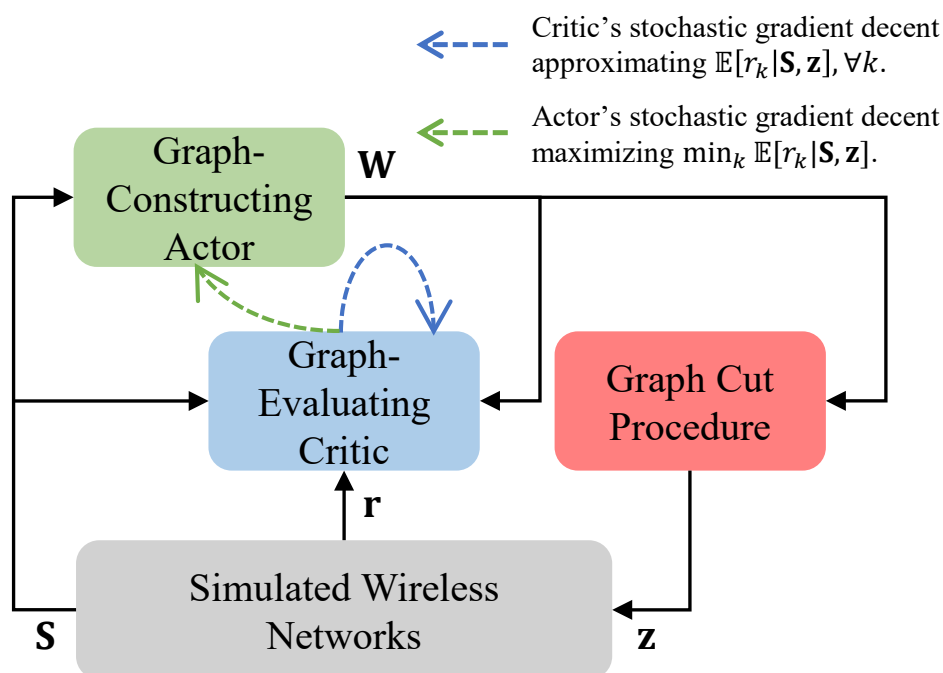 Critic's stochastic gradient decent
approximating 𝔼[r_k|𝐒, 𝐳], ∀k.
Actor's stochastic gradient decent
maximizing min_k 𝔼[r_k|𝐒, 𝐳].
Graph-
Constructing
Actor
𝐖
Graph-
Evaluating
Critic
Graph Cut
Procedure
𝐫
Simulated Wireless
Networks
𝐒
𝐳